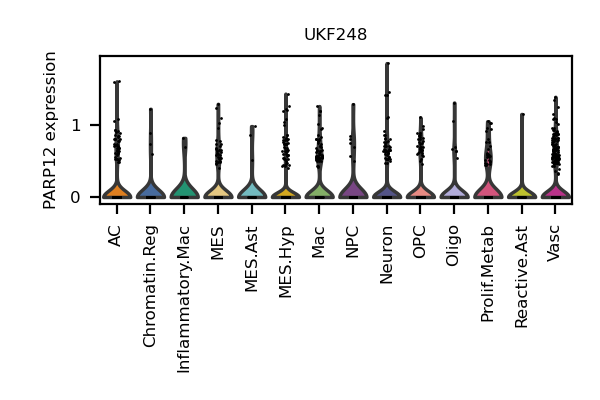 UKF248
PARP12 expression
1
0
AC
Chromatin.Reg
Inflammatory.Mac
MES
MES.Ast
MES.Hyp
Mac
NPC
Neuron
OPC
Oligo
Prolif.Metab
Reactive.Ast
Vasc